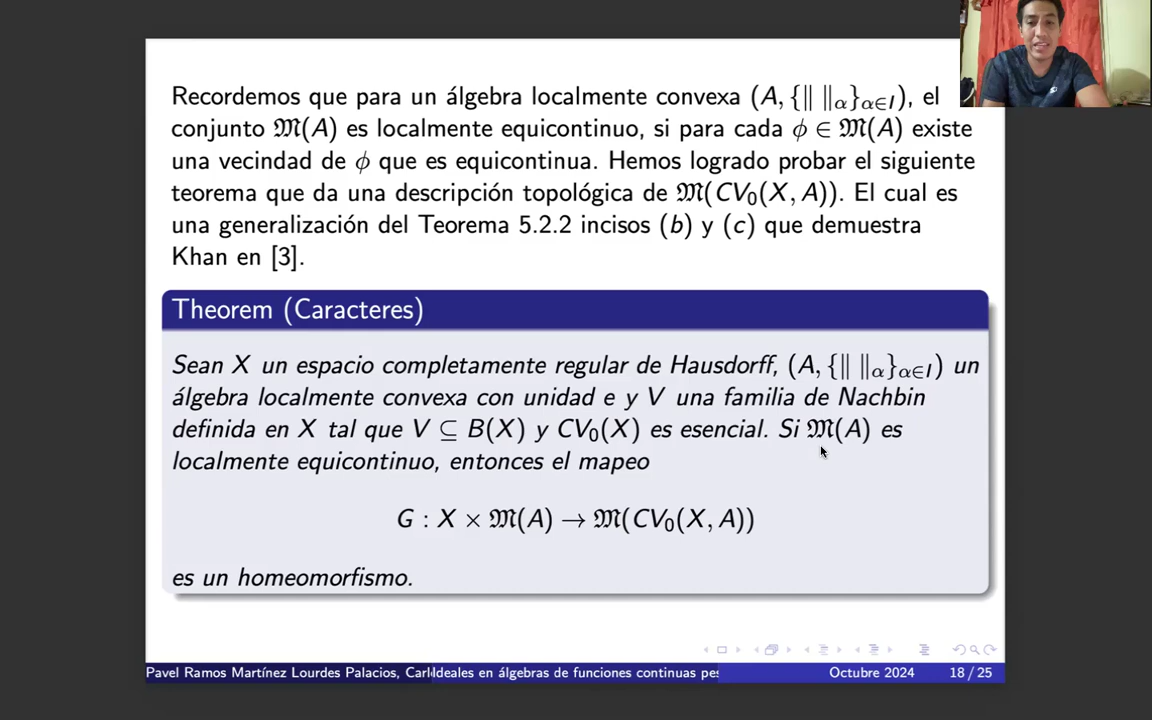 Recordemos que para un álgebra localmente convexa (A, {‖ ‖α}α∈I), el
conjunto 𝔐(A) es localmente equicontinuo, si para cada ϕ ∈ 𝔐(A) existe
una vecindad de ϕ que es equicontinua. Hemos logrado probar el siguiente
teorema que da una descripción topológica de 𝔐(CV₀(X, A)). El cual es
una generalización del Teorema 5.2.2 incisos (b) y (c) que demuestra
Khan en [3].
Theorem (Caracteres)
Sean X un espacio completamente regular de Hausdorff, (A, {‖ ‖α}α∈I) un
álgebra localmente convexa con unidad e y V una familia de Nachbin
definida en X tal que V ⊆ B(X) y CV₀(X) es esencial. Si 𝔐(A) es
localmente equicontinuo, entonces el mapeo
G : X × 𝔐(A) → 𝔐(CV₀(X, A))
es un homeomorfismo.
Pavel Ramos Martínez Lourdes Palacios, Carl Ideales en álgebras de funciones continuas pes Octubre 2024 18 / 25